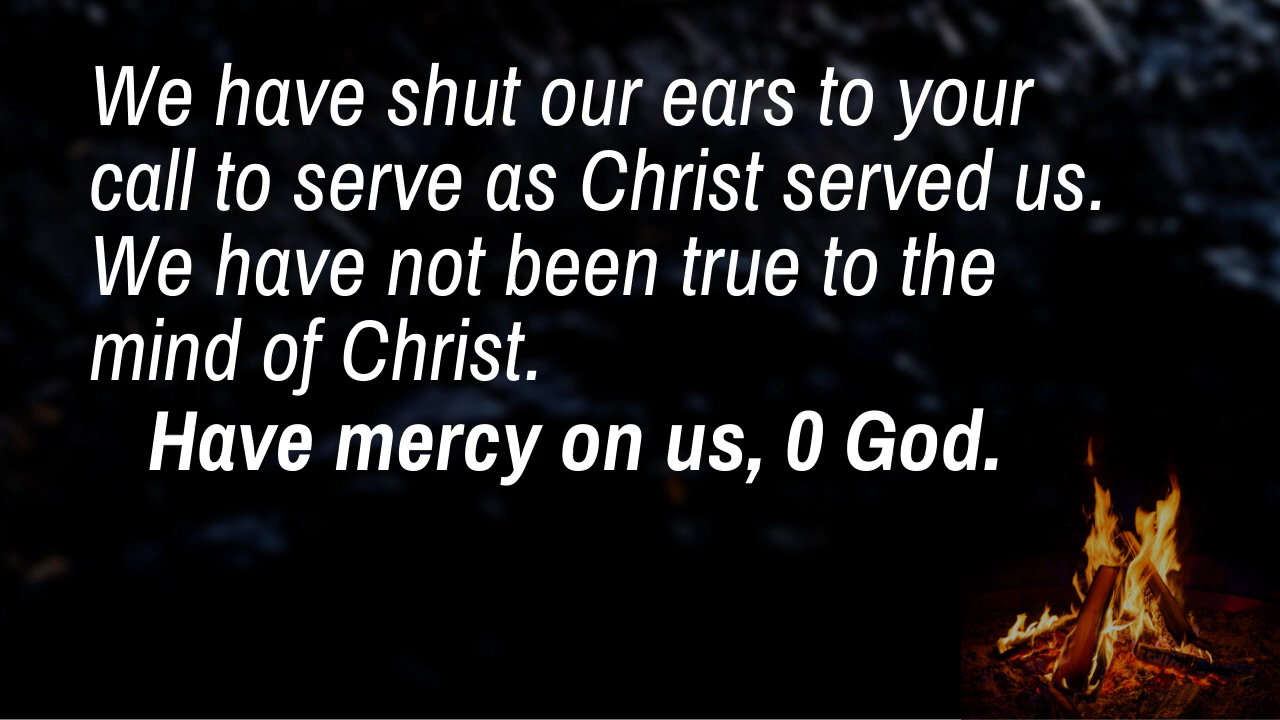 We have shut our ears to your
call to serve as Christ served us.
We have not been true to the
mind of Christ.
Have mercy on us, 0 God.